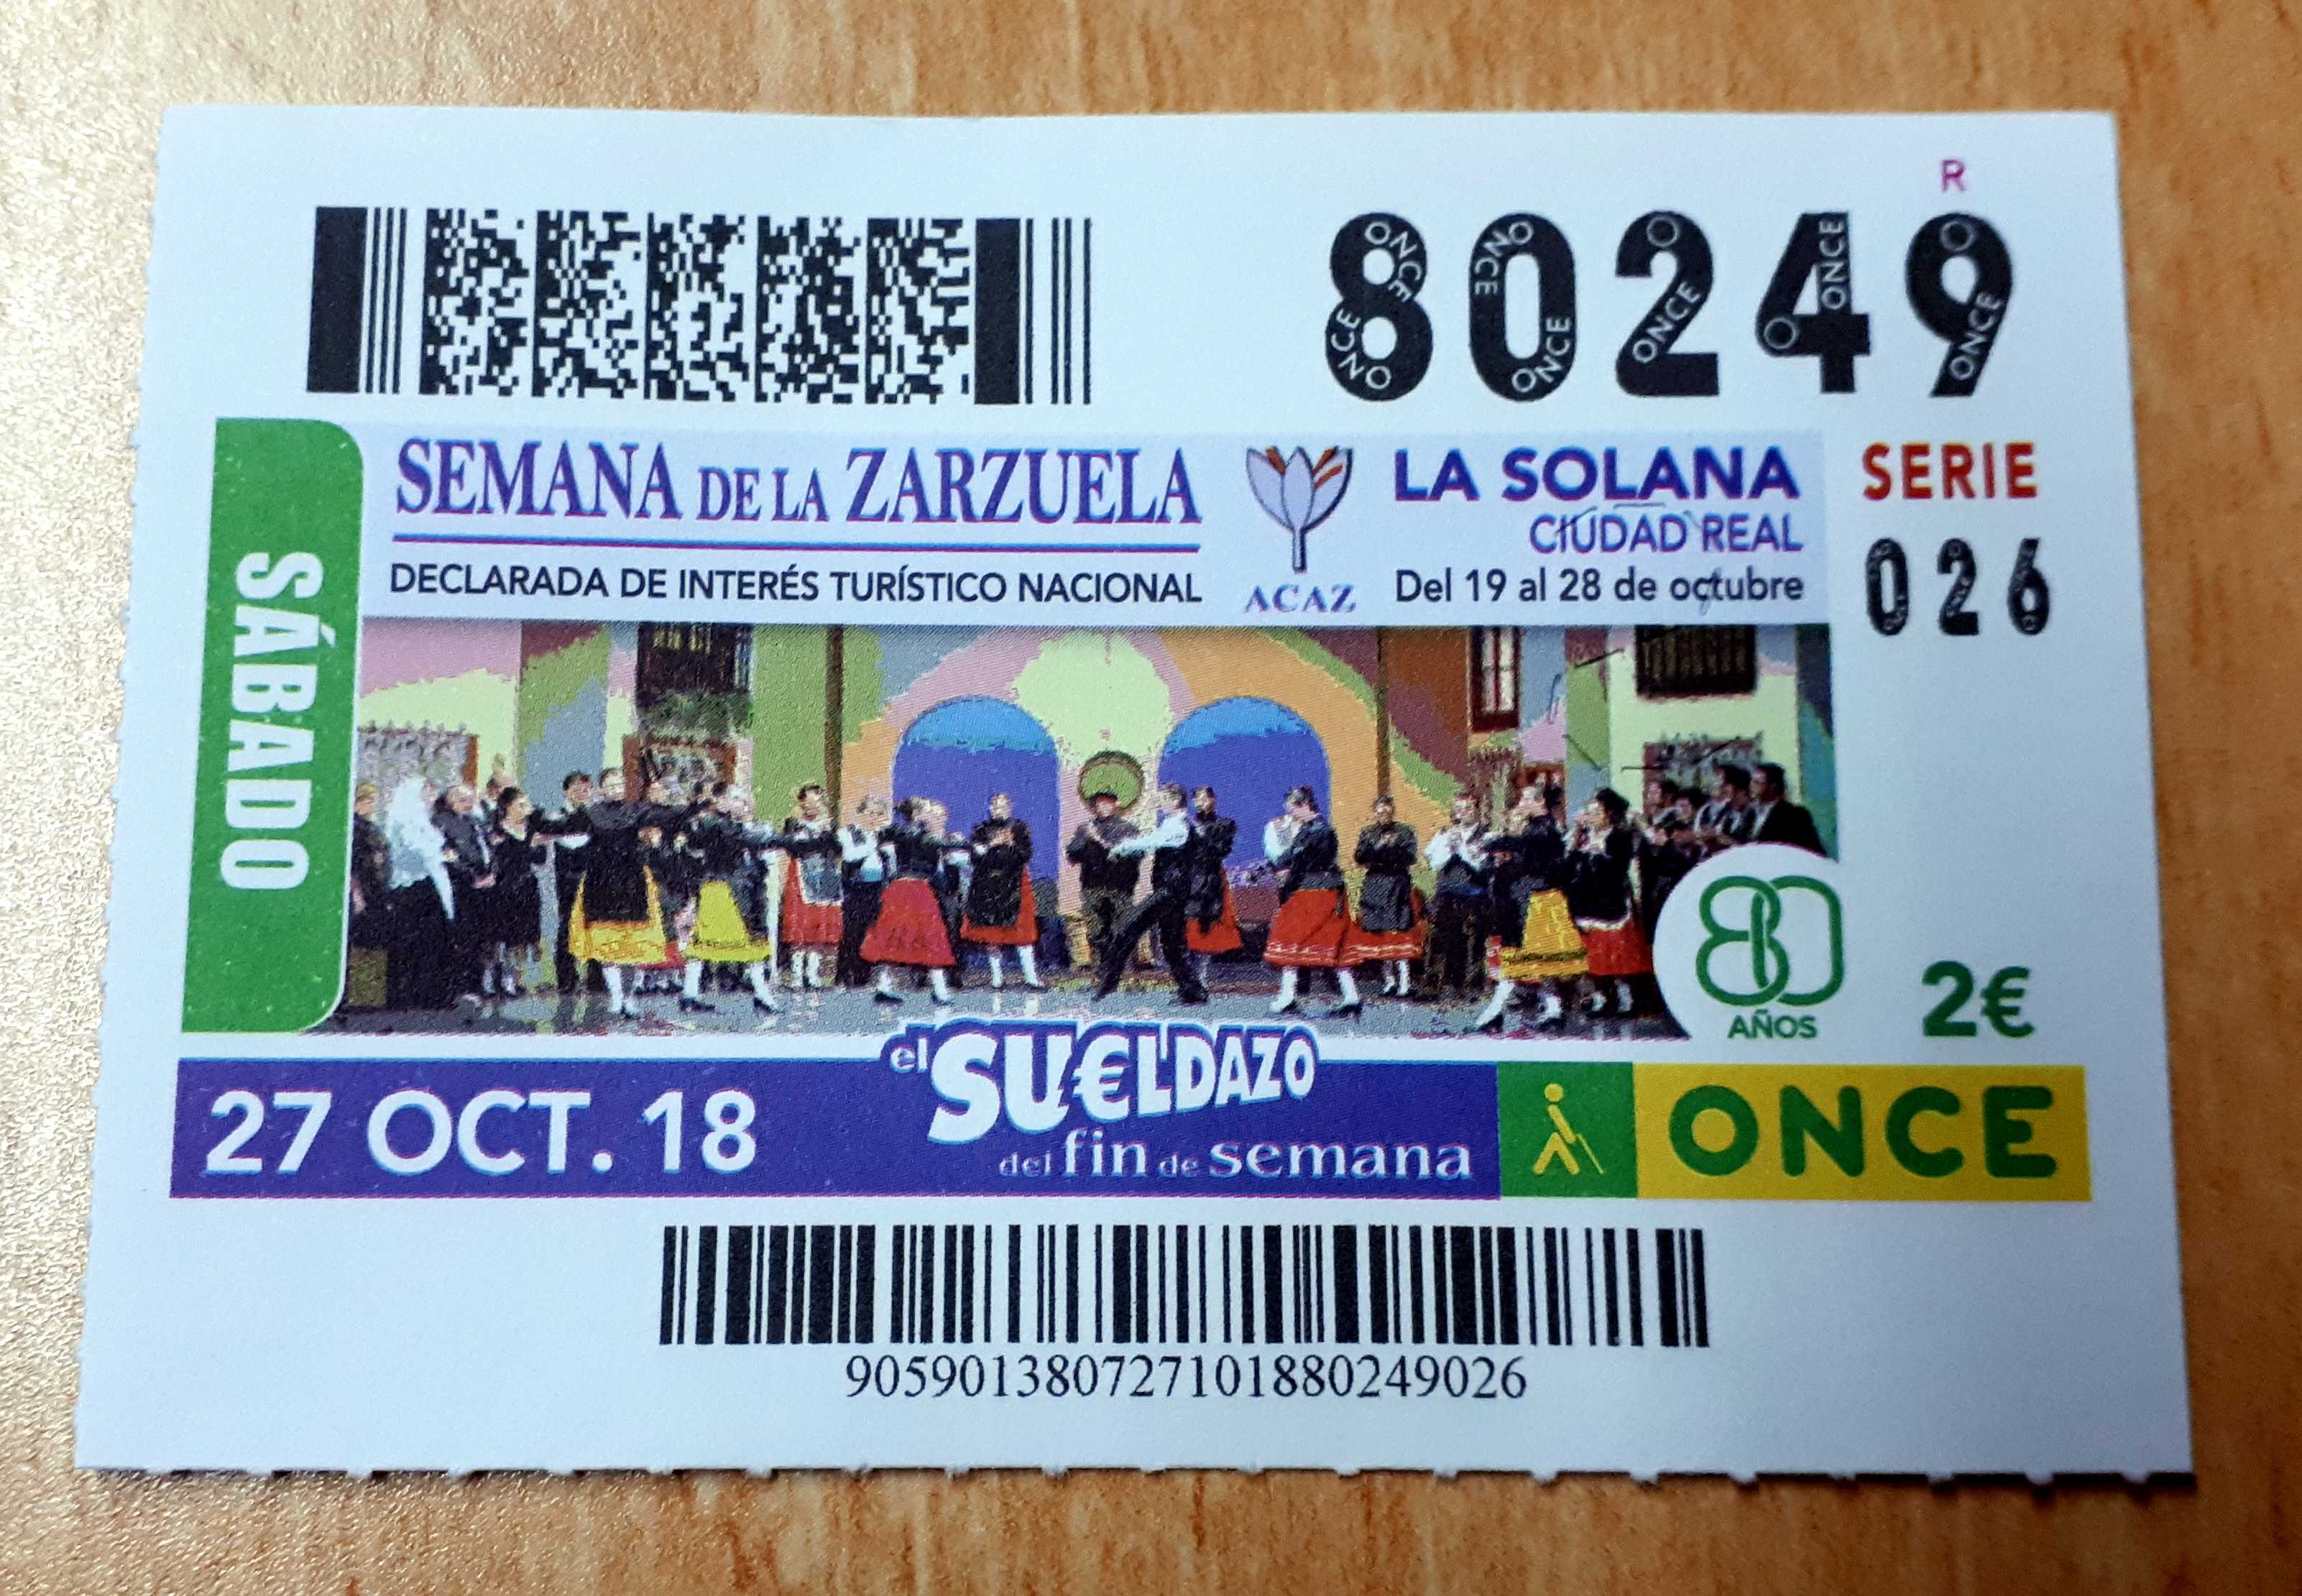 R
80249
SEMANA DE LA ZARZUELA
DECLARADA DE INTERÉS TURÍSTICO NACIONAL
ACAZ
LA SOLANA
CIUDAD REAL
Del 19 al 28 de octubre
SERIE
026
SÁBADO
80
AÑOS
2€
27 OCT. 18
el SU€LDAZO
del fin de semana
ONCE
905901380727101880249026